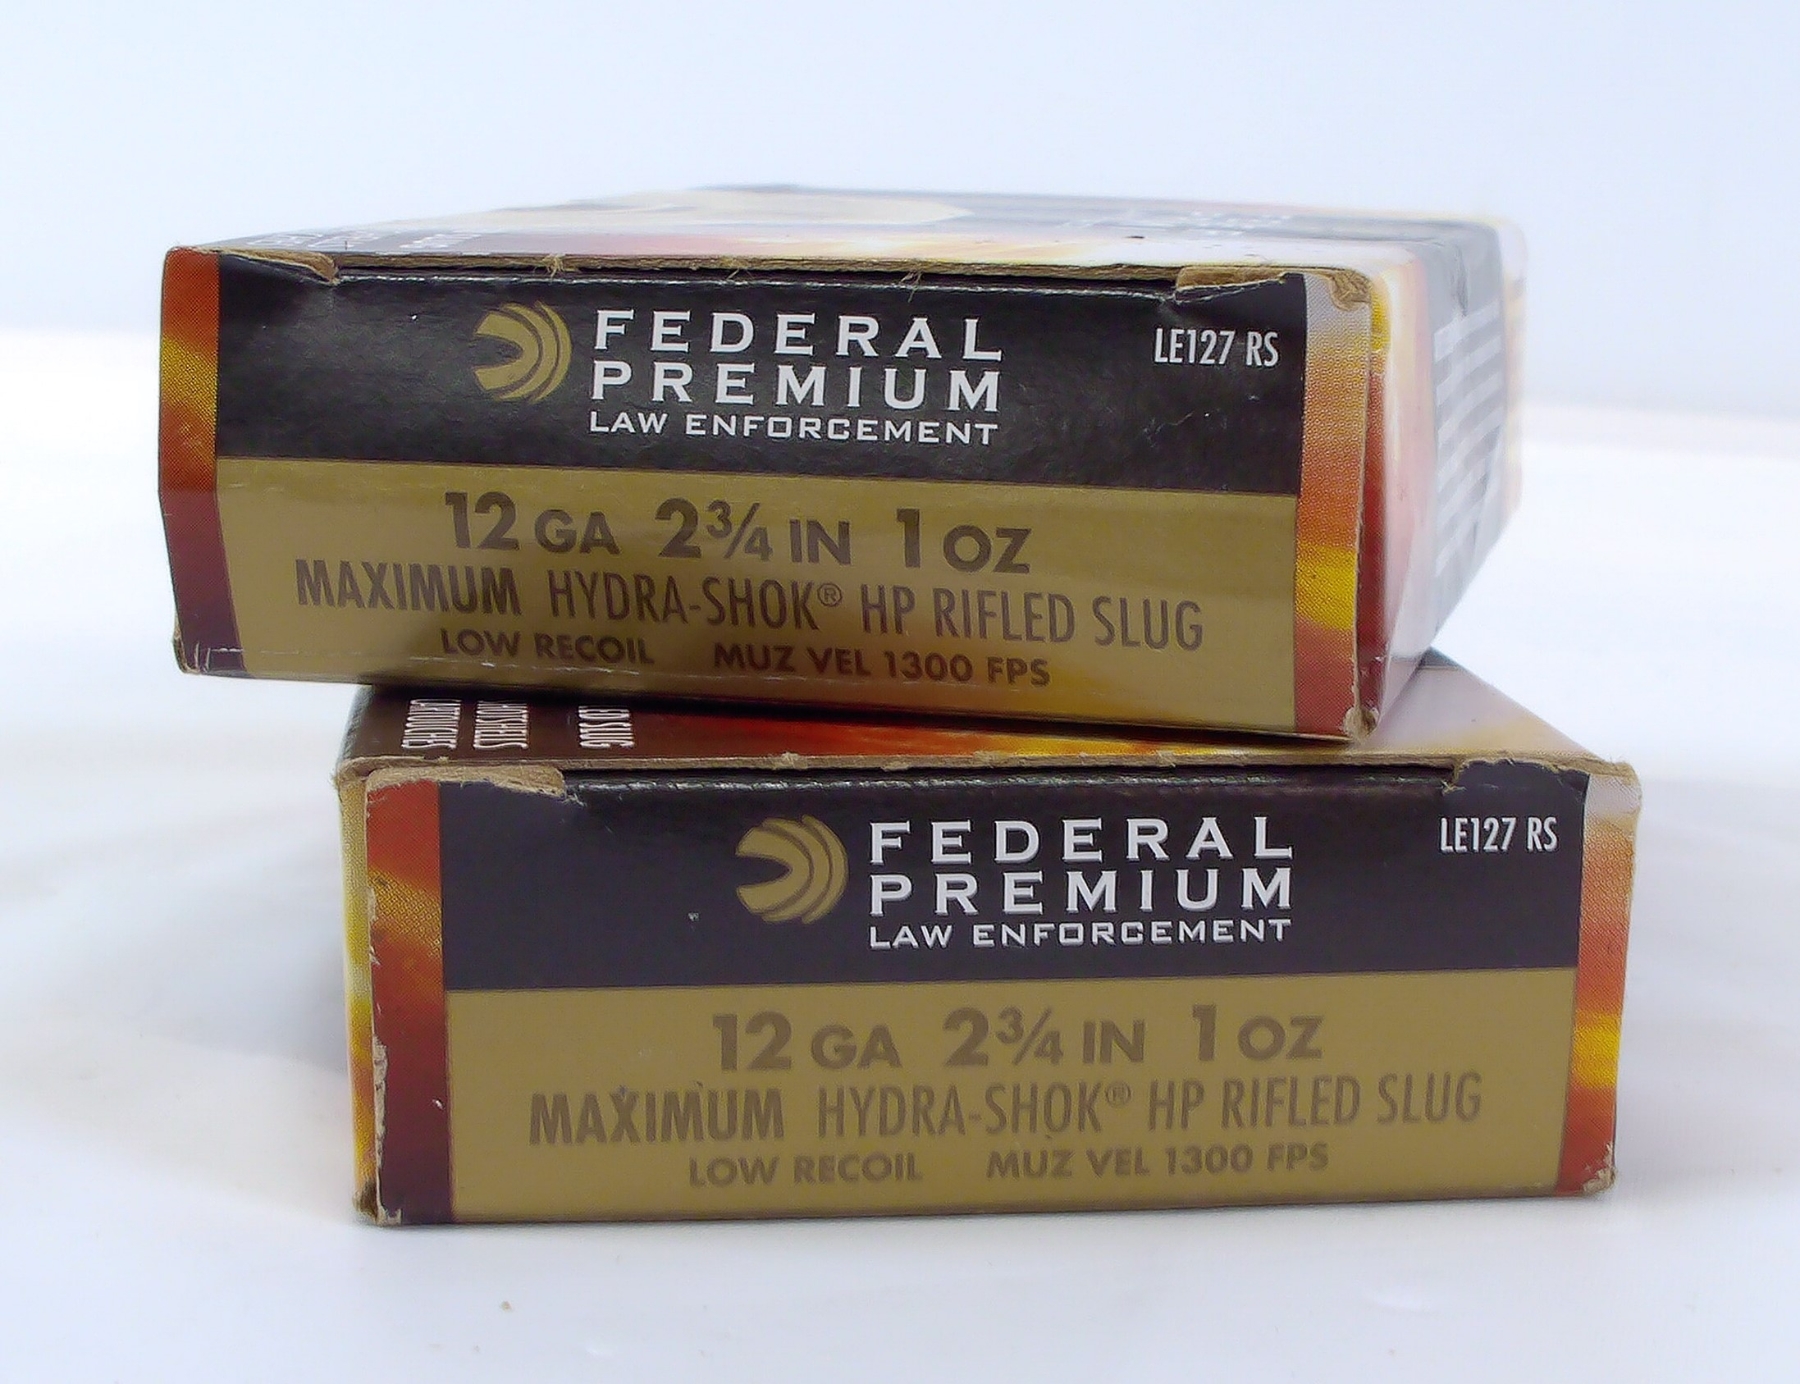 FEDERAL
PREMIUM
LAW ENFORCEMENT
LE127 RS
12 GA 2¾ IN 1 OZ
MAXIMUM HYDRA-SHOK® HP RIFLED SLUG
LOW RECOIL MUZ VEL 1300 FPS
FEDERAL
PREMIUM
LAW ENFORCEMENT
LE127 RS
12 GA 2¾ IN 1 OZ
MAXIMUM HYDRA-SHOK® HP RIFLED SLUG
LOW RECOIL MUZ VEL 1300 FPS